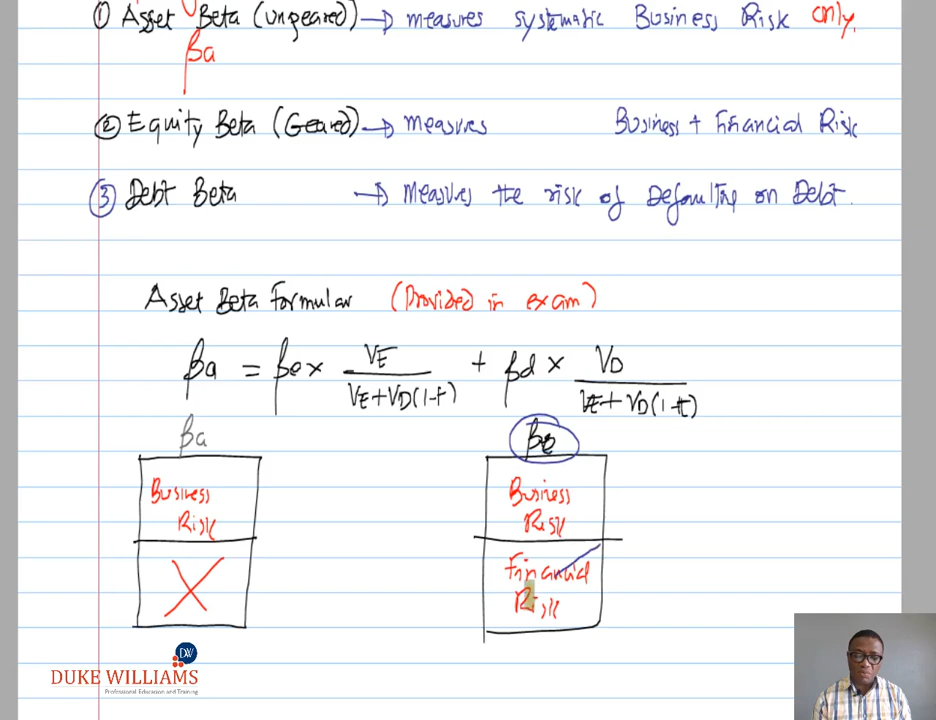 ① Asset Beta (ungeared) → measures systematic Business Risk only.
βa
② Equity Beta (Geared) → measures Business + Financial Risk
③ Debt Beta → Measures the risk of Defaulting on Debt.
Asset Beta Formular (Provided in exam)
βa = βe × VE / VE + VD(1-t) + βd × VD / VE + VD(1-t)
βa βe
Business Risk
Business Risk
X
Financial Risk
DW
DUKE WILLIAMS
Professional Education and Training